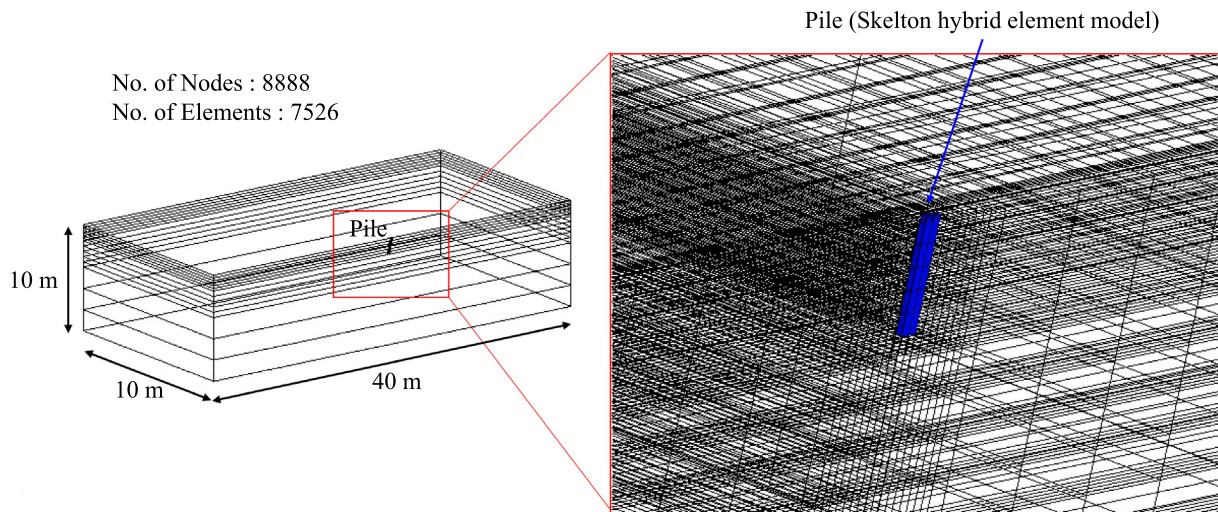 Pile (Skelton hybrid element model)
No. of Nodes : 8888
No. of Elements : 7526
Pile
10 m
10 m
40 m